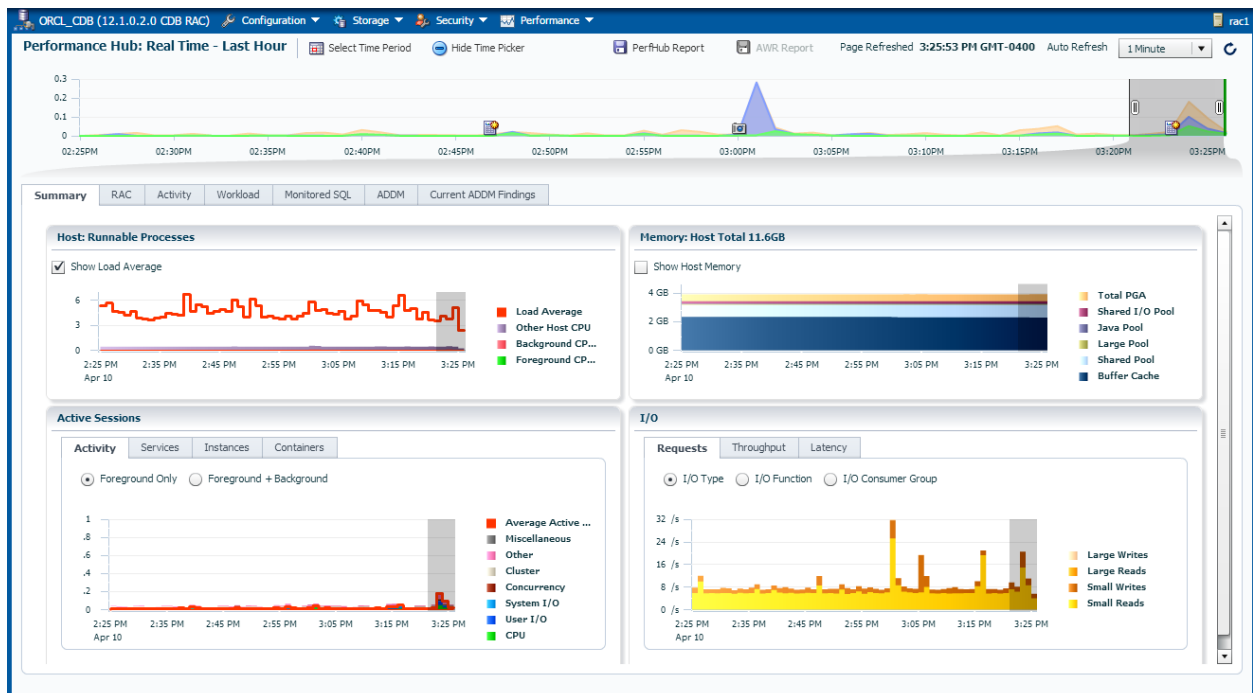 ORCL_CDB (12.1.0.2.0 CDB RAC) Configuration Storage Security Performance rac1
Performance Hub: Real Time - Last Hour Select Time Period Hide Time Picker PerfHub Report AWR Report Page Refreshed 3:25:53 PM GMT-0400 Auto Refresh 1 Minute
0.3
0.2
0.1
0
02:25PM 02:30PM 02:35PM 02:40PM 02:45PM 02:50PM 02:55PM 03:00PM 03:05PM 03:10PM 03:15PM 03:20PM 03:25PM
Summary RAC Activity Workload Monitored SQL ADDM Current ADDM Findings
Host: Runnable Processes
Show Load Average
6
3
0
2:25 PM 2:35 PM 2:45 PM 2:55 PM 3:05 PM 3:15 PM 3:25 PM
Apr 10
Load Average
Other Host CPU
Background CP...
Foreground CP...
Memory: Host Total 11.6GB
Show Host Memory
4 GB
2 GB
0 GB
2:25 PM 2:35 PM 2:45 PM 2:55 PM 3:05 PM 3:15 PM 3:25 PM
Apr 10
Total PGA
Shared I/O Pool
Java Pool
Large Pool
Shared Pool
Buffer Cache
Active Sessions
Activity Services Instances Containers
Foreground Only Foreground + Background
1
.8
.6
.4
.2
0
2:25 PM 2:35 PM 2:45 PM 2:55 PM 3:05 PM 3:15 PM 3:25 PM
Apr 10
Average Active ...
Miscellaneous
Other
Cluster
Concurrency
System I/O
User I/O
CPU
I/O
Requests Throughput Latency
I/O Type I/O Function I/O Consumer Group
32 /s
24 /s
16 /s
8 /s
0 /s
2:25 PM 2:35 PM 2:45 PM 2:55 PM 3:05 PM 3:15 PM 3:25 PM
Apr 10
Large Writes
Large Reads
Small Writes
Small Reads